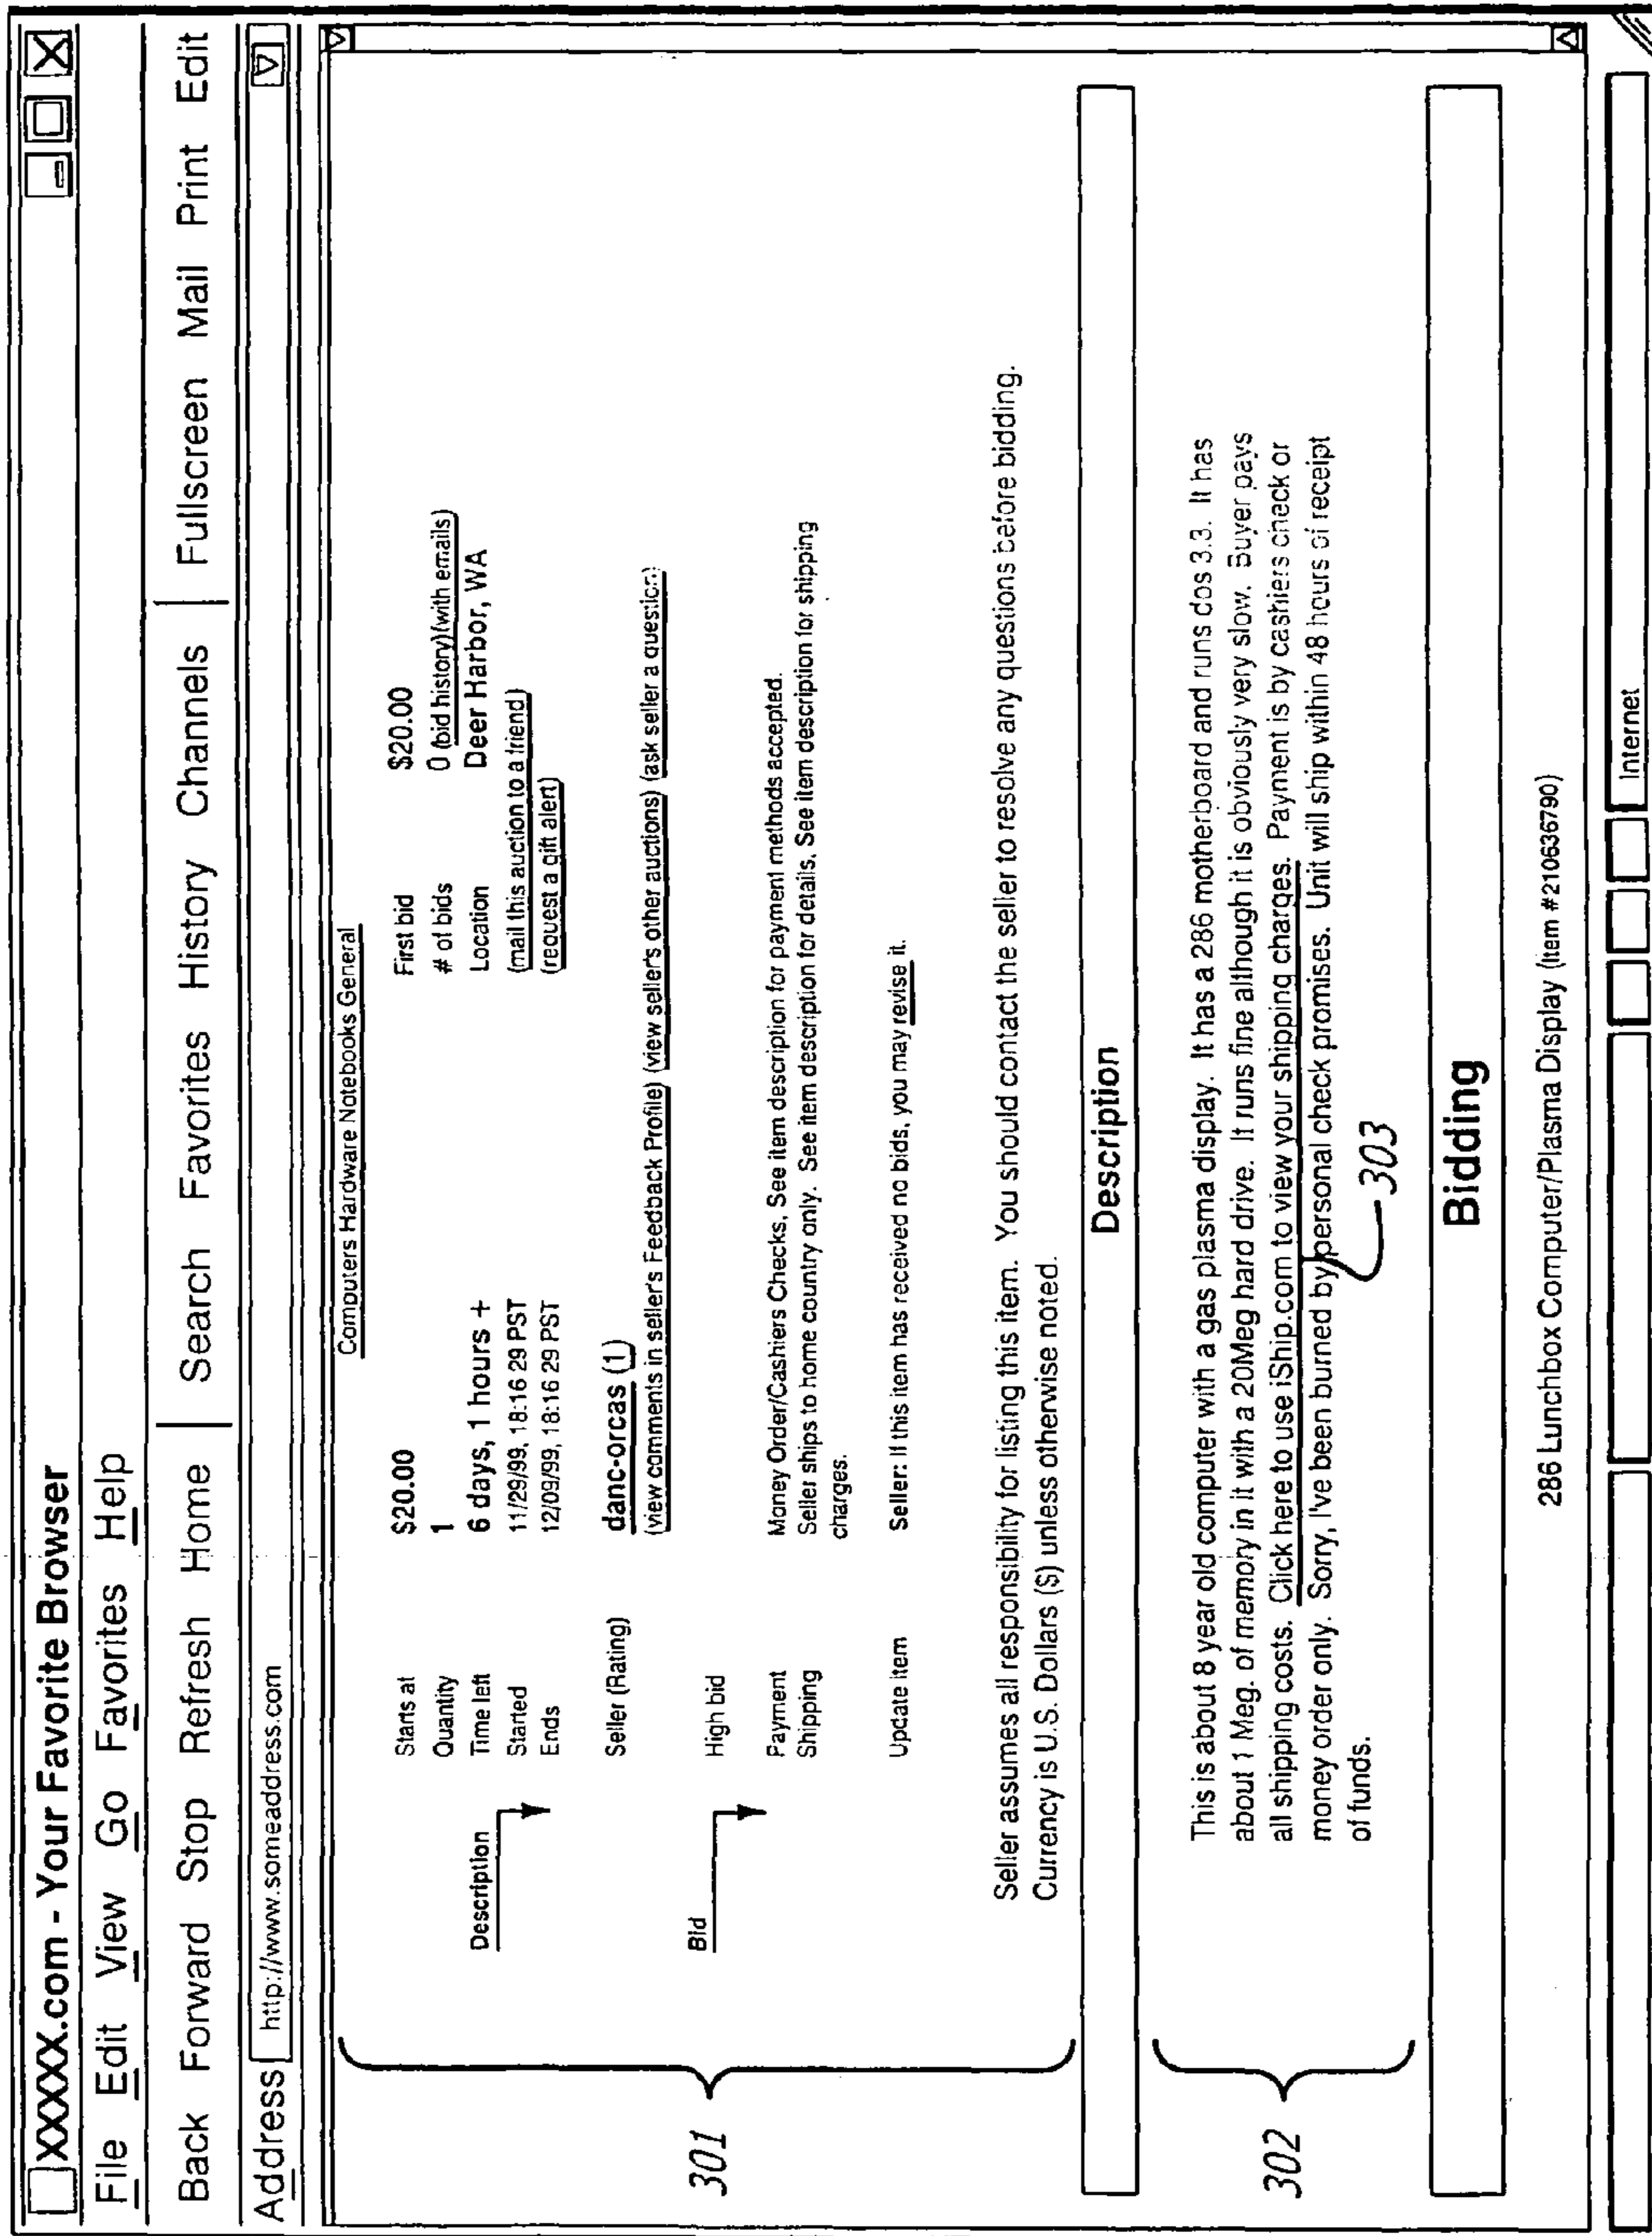 XXXXX.com - Your Favorite Browser
File Edit View Go Favorites Help
Back Forward Stop Refresh Home Search Favorites History Channels Fullscreen Mail Print Edit
Address http://www.someaddress.com
Computers Hardware Notebooks General
Starts at $20.00 First bid $20.00
Quantity 1 # of bids 0 (bid history)(with emails)
Description Time left 6 days, 1 hours + Location Deer Harbor, WA
Started 11/29/99, 18:16 29 PST (mail this auction to a friend)
Ends 12/09/99, 18:16 29 PST (request a gift alert)
Seller (Rating) danc-orcas (1)
(view comments in seller's Feedback Profile) (view seller's other auctions) (ask seller a question)
301
Bid High bid
Payment Money Order/Cashiers Checks, See item description for payment methods accepted.
Shipping Seller ships to home country only. See item description for details, See item description for shipping
charges.
Update item Seller: If this item has received no bids, you may revise it.
Seller assumes all responsibility for listing this item. You should contact the seller to resolve any questions before bidding.
Currency is U.S. Dollars ($) unless otherwise noted.
Description
This is about 8 year old computer with a gas plasma display. It has a 286 motherboard and runs dos 3.3. It has
about 1 Meg. of memory in it with a 20Meg hard drive. It runs fine although it is obviously very slow. Buyer pays
302
all shipping costs. Click here to use iShip.com to view your shipping charges. Payment is by cashiers check or
money order only. Sorry, I've been burned by personal check promises. Unit will ship within 48 hours of receipt
of funds.
303
Bidding
286 Lunchbox Computer/Plasma Display (Item #210636790)
Internet